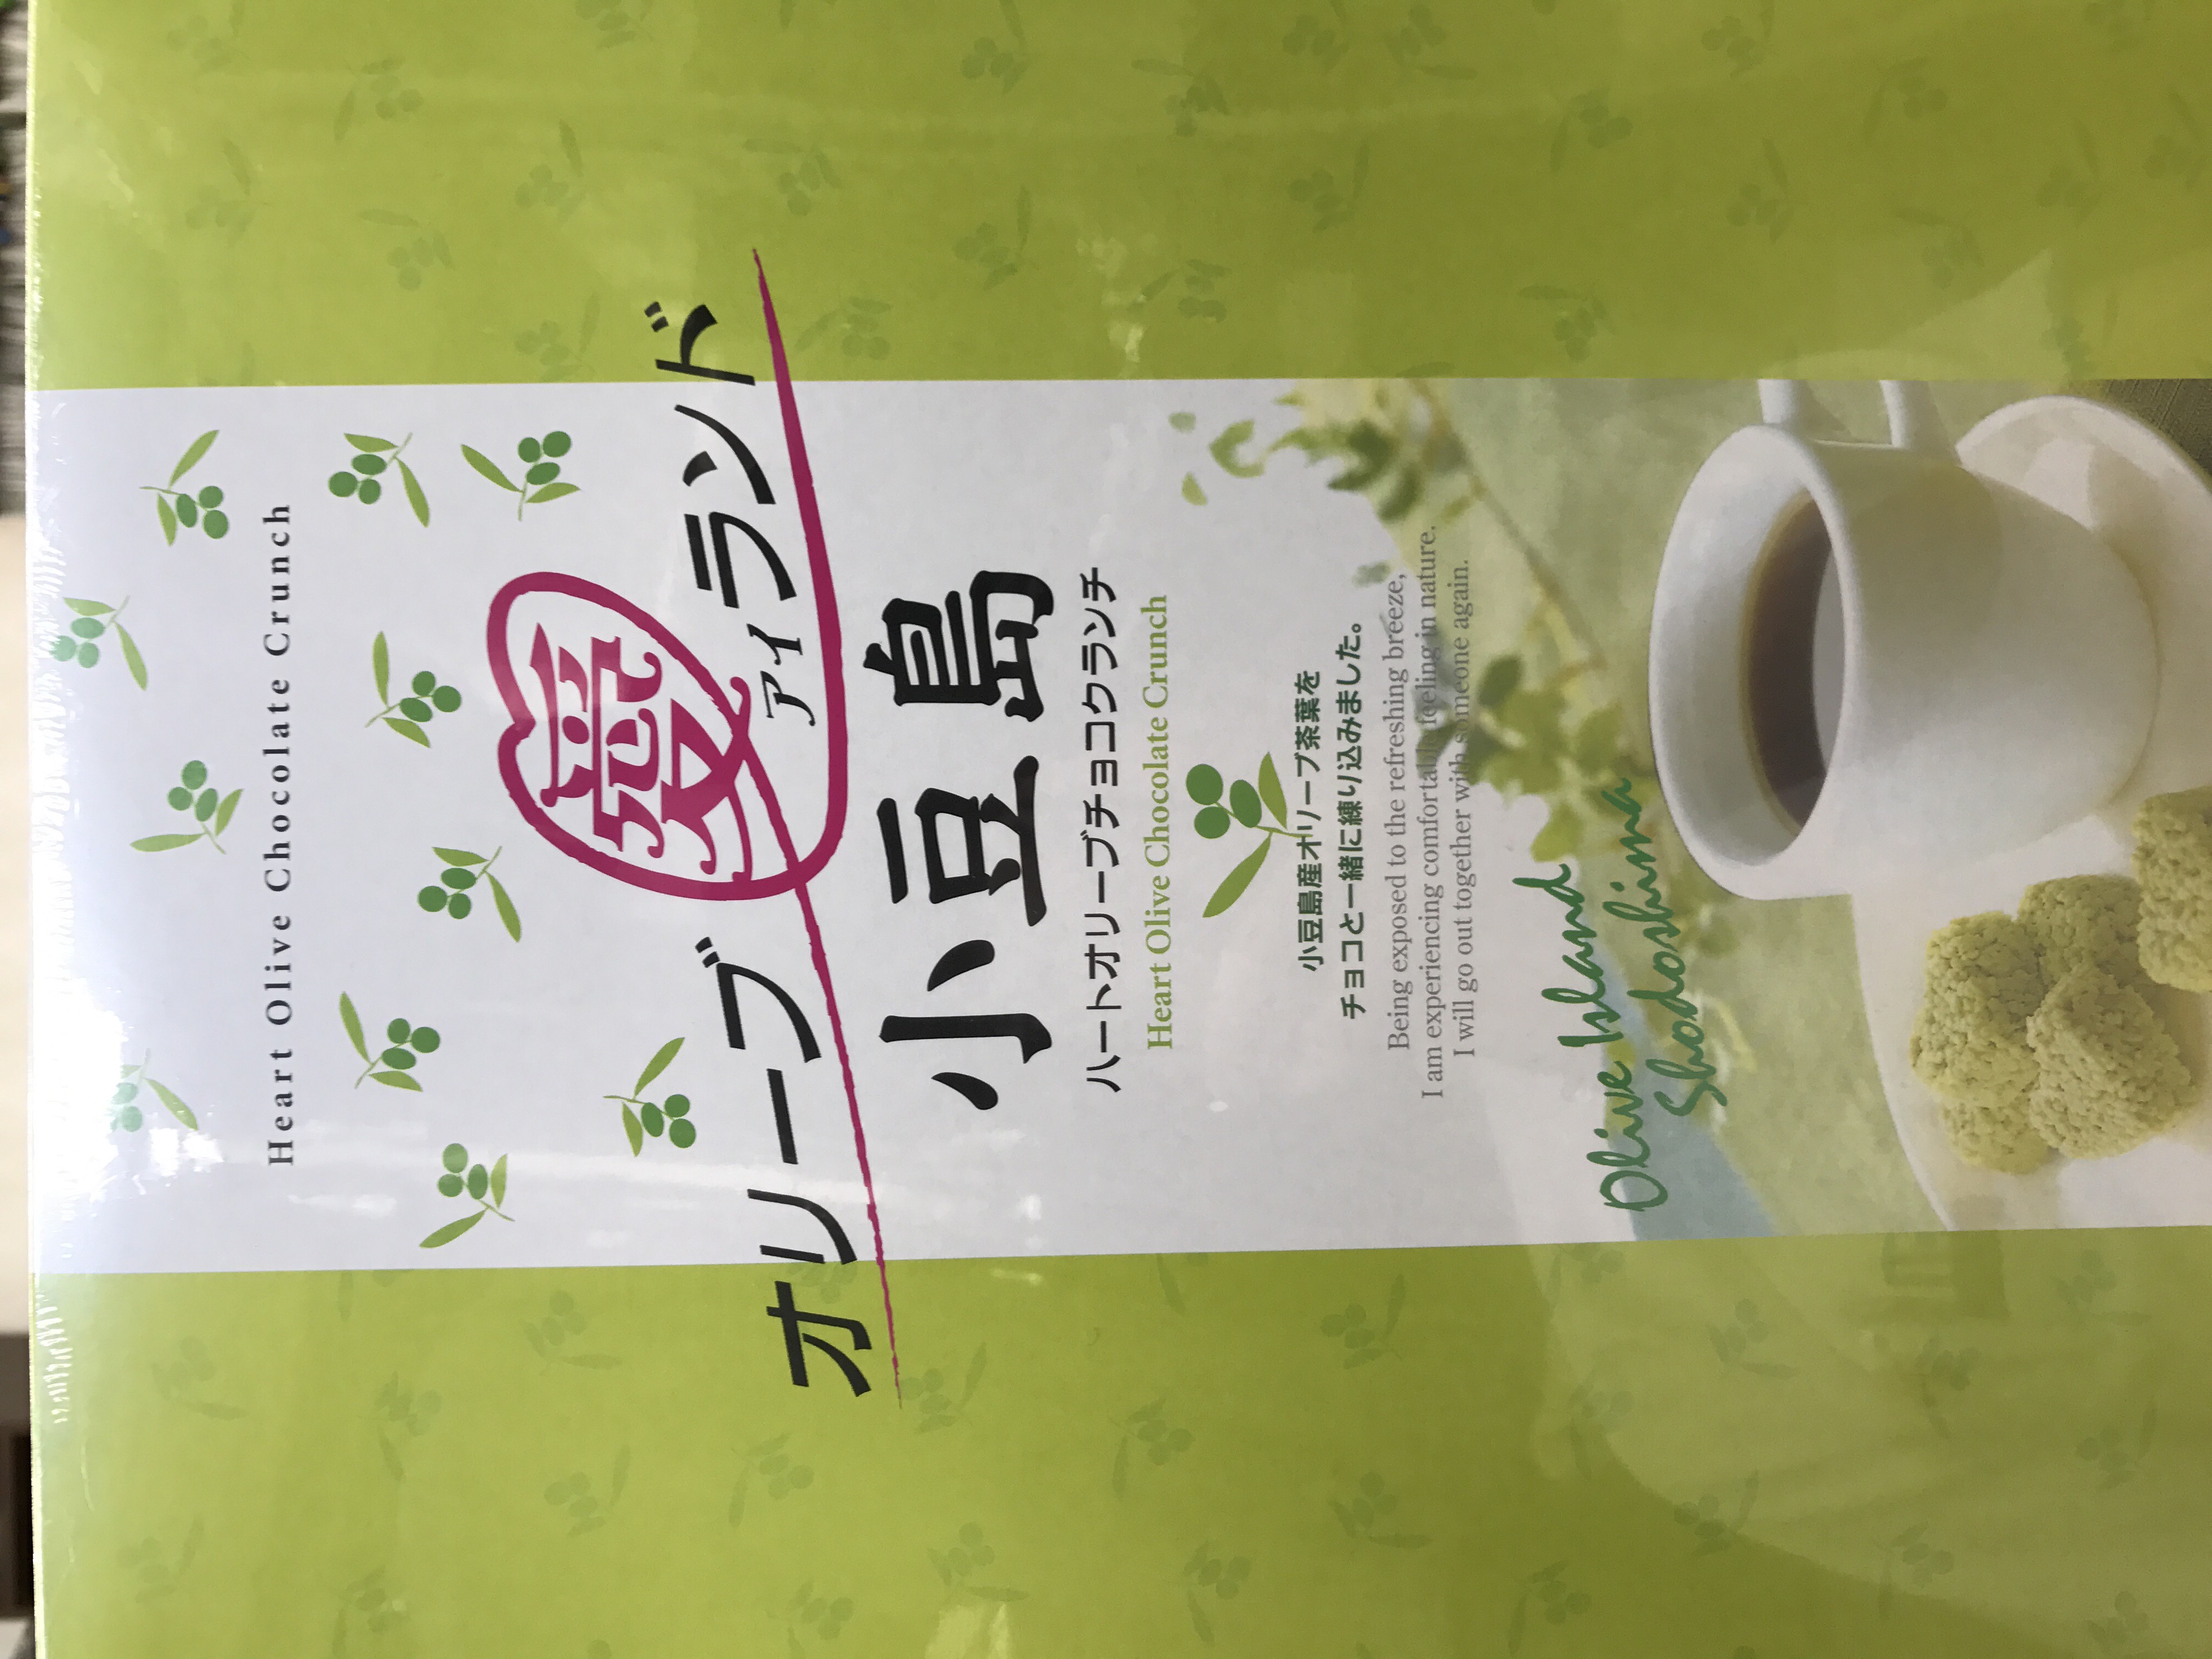 Heart Olive Chocolate Crunch
オリーブ愛ランド
アイ
小豆島
ハートオリーブチョコクランチ
Heart Olive Chocolate Crunch
小豆島産オリーブ茶葉を
チョコと一緒に練り込みました。
Being exposed to the refreshing breeze,
I am experiencing comfortable feeling in nature.
I will go out together with someone again.
Olive Island
Shodoshima